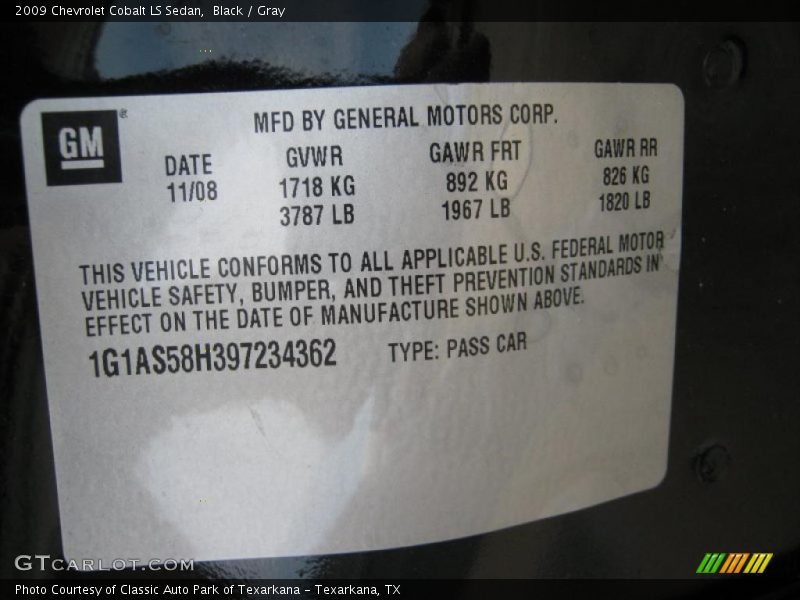 2009 Chevrolet Cobalt LS Sedan,  Black / Gray
GM®
MFD BY GENERAL MOTORS CORP.
DATE GVWR GAWR FRT GAWR RR
11/08 1718 KG 892 KG 826 KG
3787 LB 1967 LB 1820 LB
THIS VEHICLE CONFORMS TO ALL APPLICABLE U.S. FEDERAL MOTOR
VEHICLE SAFETY, BUMPER, AND THEFT PREVENTION STANDARDS IN
EFFECT ON THE DATE OF MANUFACTURE SHOWN ABOVE.
1G1AS58H397234362 TYPE: PASS CAR
GTCARLOT.COM
Photo Courtesy of Classic Auto Park of Texarkana - Texarkana, TX